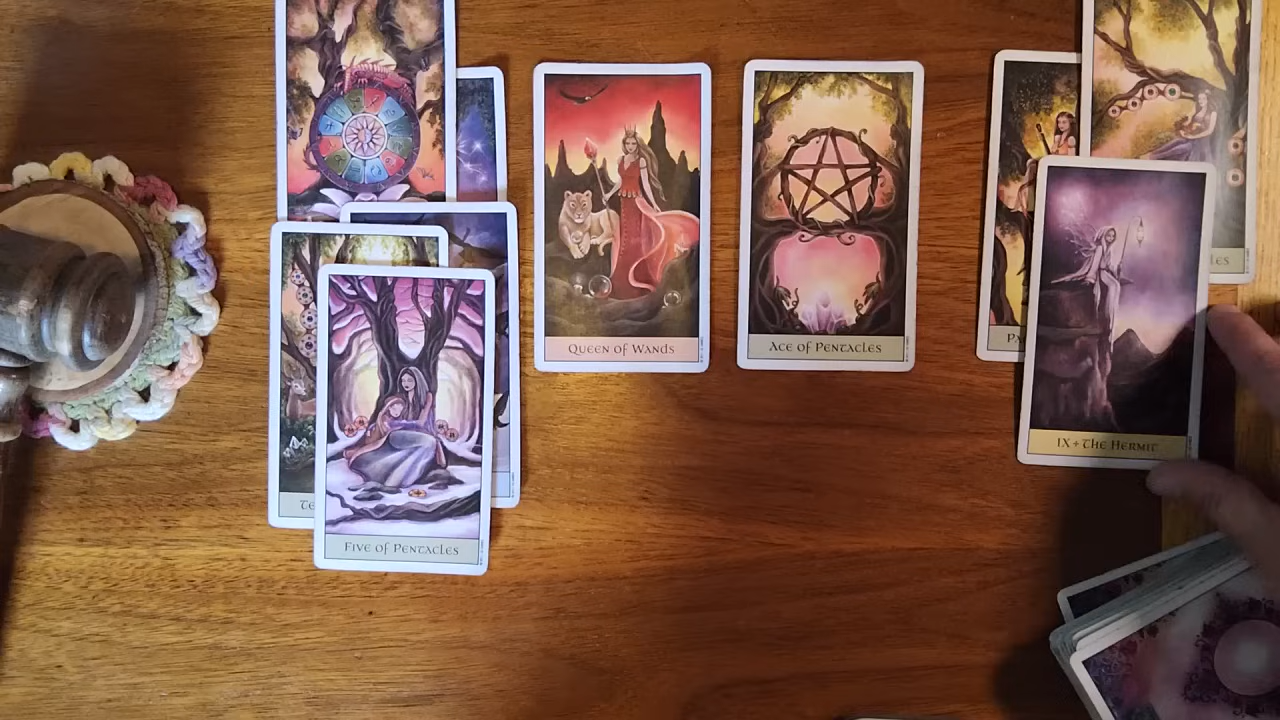 Queen of Wands
Ace of Pentacles
IX + The Hermit
Five of Pentacles